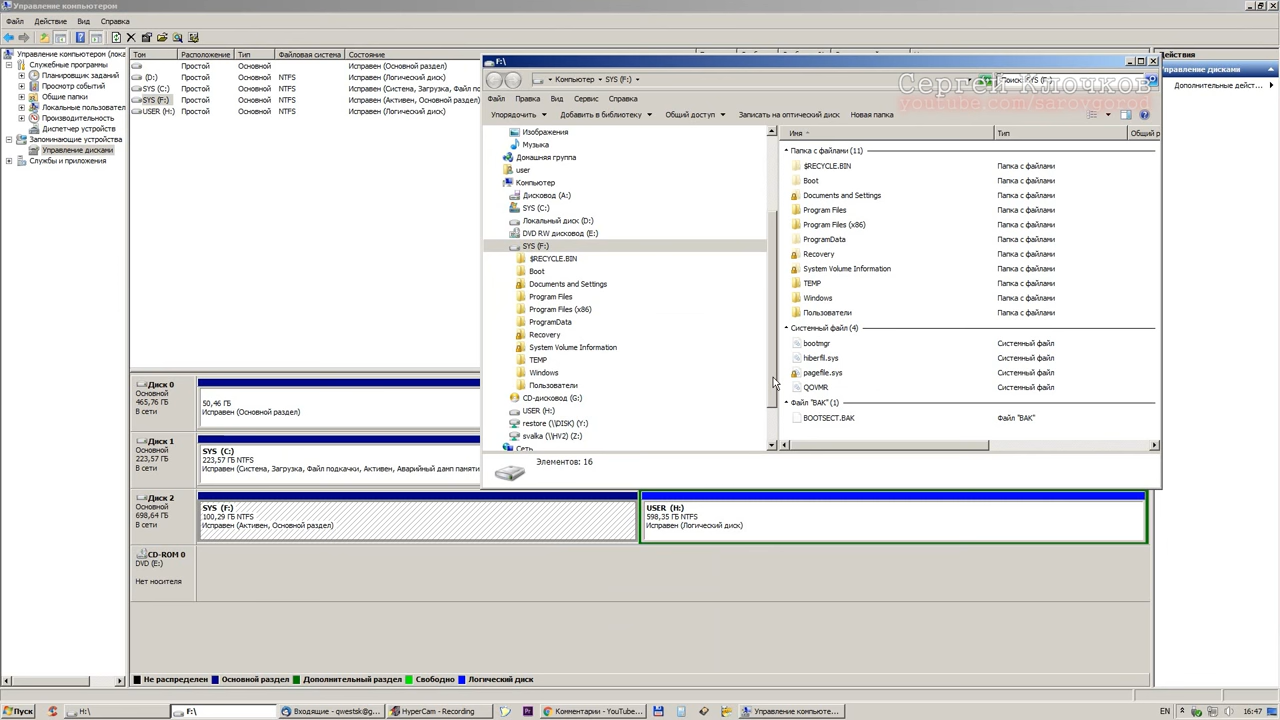 Управление компьютером
Файл Действие Вид Справка
Управление компьютером (лока
Служебные программы
Планировщик заданий
Просмотр событий
Общие папки
Локальные пользовател
Производительность
Диспетчер устройств
Запоминающие устройства
Управление дисками
Службы и приложения
Том Расположение Тип Файловая система Состояние
Простой Основной Исправен (Основной раздел)
(D:) Простой Основной NTFS Исправен (Логический диск)
SYS (C:) Простой Основной NTFS Исправен (Система, Загрузка, Файл подкачки, А
SYS (F:) Простой Основной NTFS Исправен (Активен, Основной раздел)
USER (H:) Простой Основной NTFS Исправен (Логический диск)
Действия
Управление дисками
Дополнительные дейст...
F:\
Компьютер SYS (F:)
Поиск: SYS (F:)
Сергей Клочков
youtube.com/sarovgorod
Файл Правка Вид Сервис Справка
Упорядочить Добавить в библиотеку Общий доступ Записать на оптический диск Новая папка
Изображения
Музыка
Домашняя группа
user
Компьютер
Дисковод (A:)
SYS (C:)
Локальный диск (D:)
DVD RW дисковод (E:)
SYS (F:)
$RECYCLE.BIN
Boot
Documents and Settings
Program Files
Program Files (x86)
ProgramData
Recovery
System Volume Information
TEMP
Windows
Пользователи
CD-дисковод (G:)
USER (H:)
restore (\\DISK) (Y:)
svalka (\\HV2) (Z:)
Сеть
Имя Тип Общий р
Папка с файлами (11)
$RECYCLE.BIN Папка с файлами
Boot Папка с файлами
Documents and Settings Папка с файлами
Program Files Папка с файлами
Program Files (x86) Папка с файлами
ProgramData Папка с файлами
Recovery Папка с файлами
System Volume Information Папка с файлами
TEMP Папка с файлами
Windows Папка с файлами
Пользователи Папка с файлами
Системный файл (4)
bootmgr Системный файл
hiberfil.sys Системный файл
pagefile.sys Системный файл
QOVMR Системный файл
Файл "BAK" (1)
BOOTSECT.BAK Файл "BAK"
Элементов: 16
Диск 0
Основной
465,76 ГБ
В сети
50,46 ГБ
Исправен (Основной раздел)
Диск 1
Основной
223,57 ГБ
В сети
SYS (C:)
223,57 ГБ NTFS
Исправен (Система, Загрузка, Файл подкачки, Активен, Аварийный дамп памяти
Диск 2
Основной
698,64 ГБ
В сети
SYS (F:)
100,29 ГБ NTFS
Исправен (Активен, Основной раздел)
USER (H:)
598,35 ГБ NTFS
Исправен (Логический диск)
CD-ROM 0
DVD (E:)
Нет носителя
Не распределен Основной раздел Дополнительный раздел Свободно Логический диск
Пуск H:\ F:\ Входящие - qwestsk@g... HyperCam - Recording Комментарии - YouTube... Управление компьюте... EN 16:47